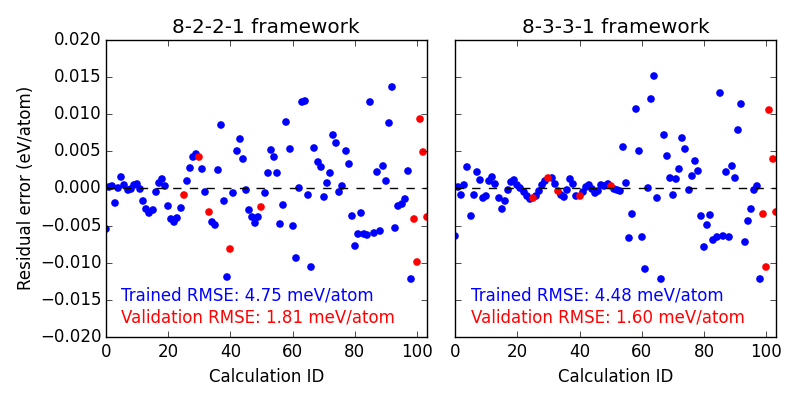 8-2-2-1 framework
8-3-3-1 framework
0.020
0.015
0.010
0.005
0.000
−0.005
−0.010
−0.015
−0.020
Residual error (eV/atom)
Trained RMSE: 4.75 meV/atom
Validation RMSE: 1.81 meV/atom
Trained RMSE: 4.48 meV/atom
Validation RMSE: 1.60 meV/atom
0 20 40 60 80 100
0 20 40 60 80 100
Calculation ID
Calculation ID